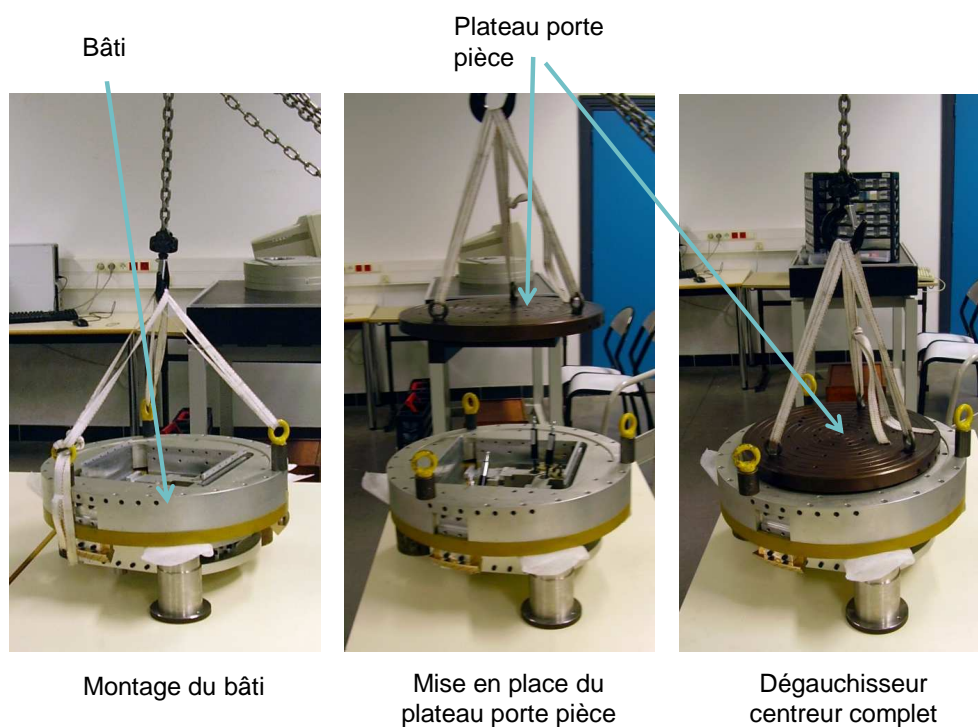 Bâti
Plateau porte
pièce
Montage du bâti
Mise en place du
plateau porte pièce
Dégauchisseur
centreur complet